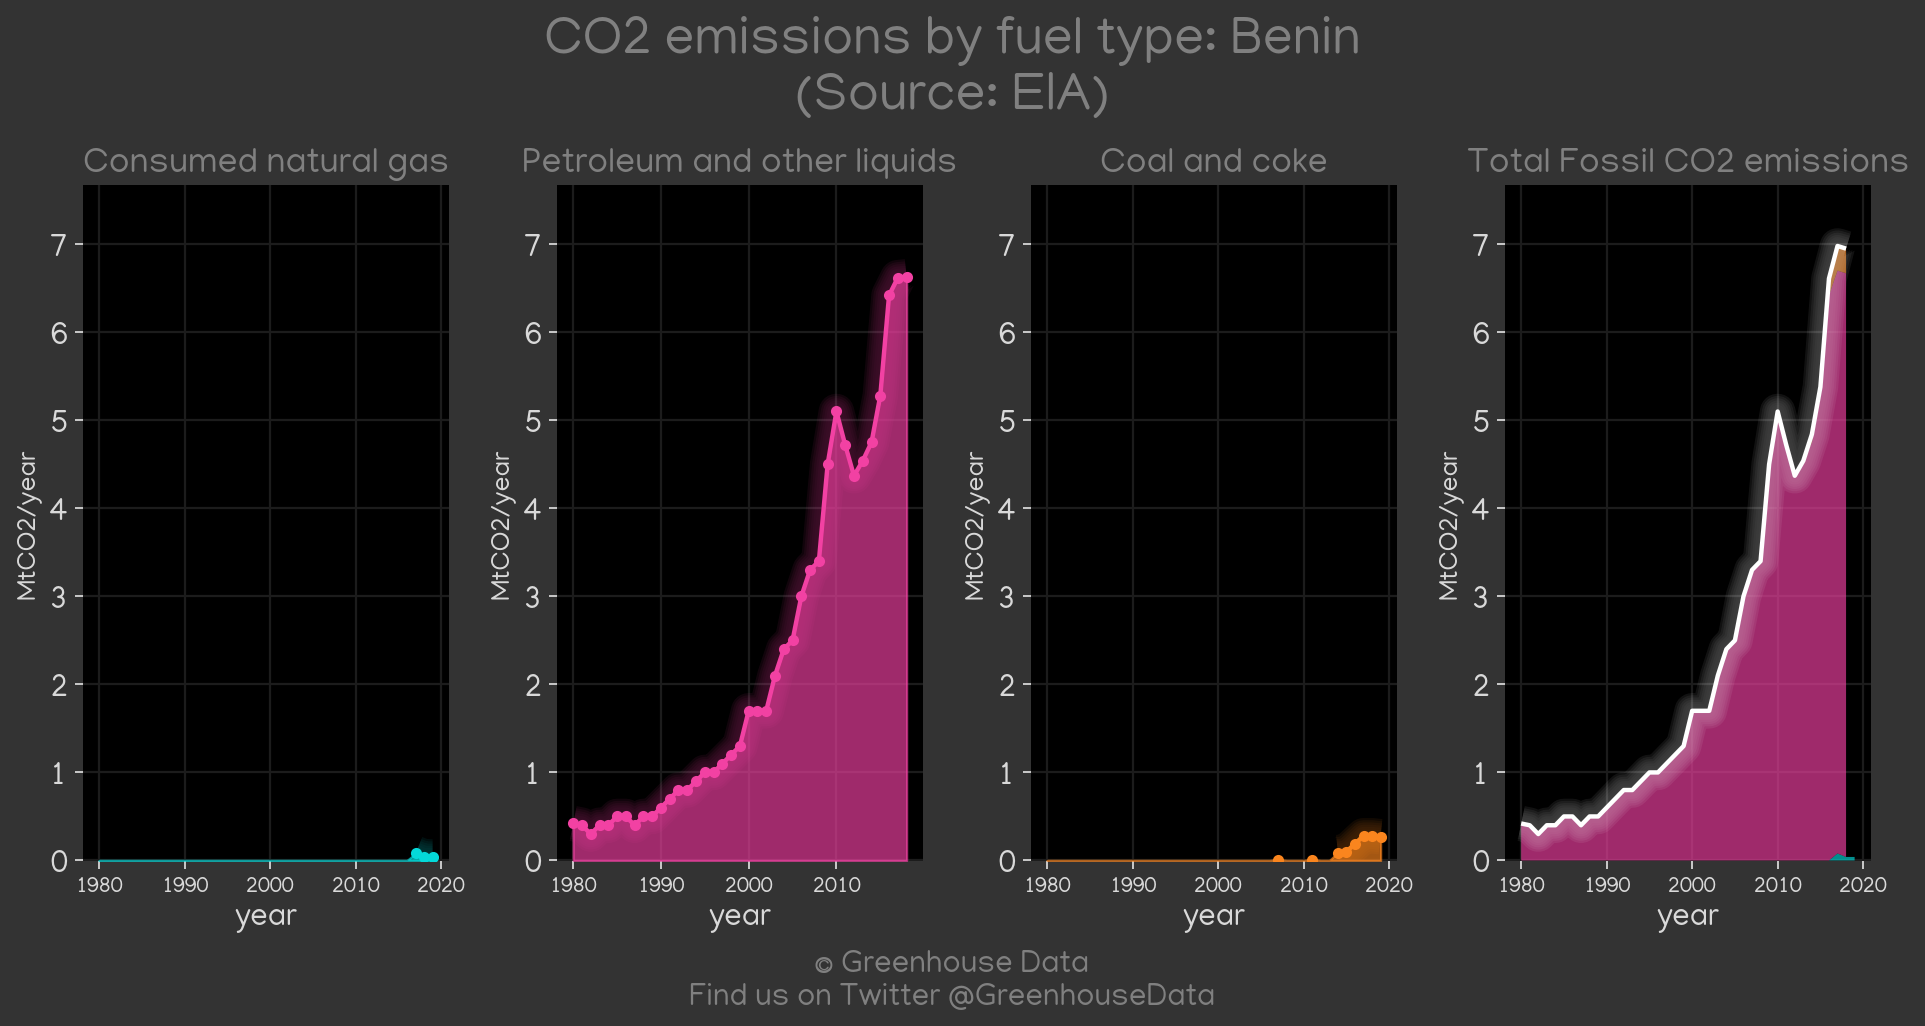 CO2 emissions by fuel type: Benin
(Source: EIA)
Consumed natural gas
Petroleum and other liquids
Coal and coke
Total Fossil CO2 emissions
MtCO2/year
7
6
5
4
3
2
1
0
1980 1990 2000 2010 2020
year
MtCO2/year
7
6
5
4
3
2
1
0
1980 1990 2000 2010
year
MtCO2/year
7
6
5
4
3
2
1
0
1980 1990 2000 2010 2020
year
MtCO2/year
7
6
5
4
3
2
1
0
1980 1990 2000 2010 2020
year
© Greenhouse Data
Find us on Twitter @GreenhouseData